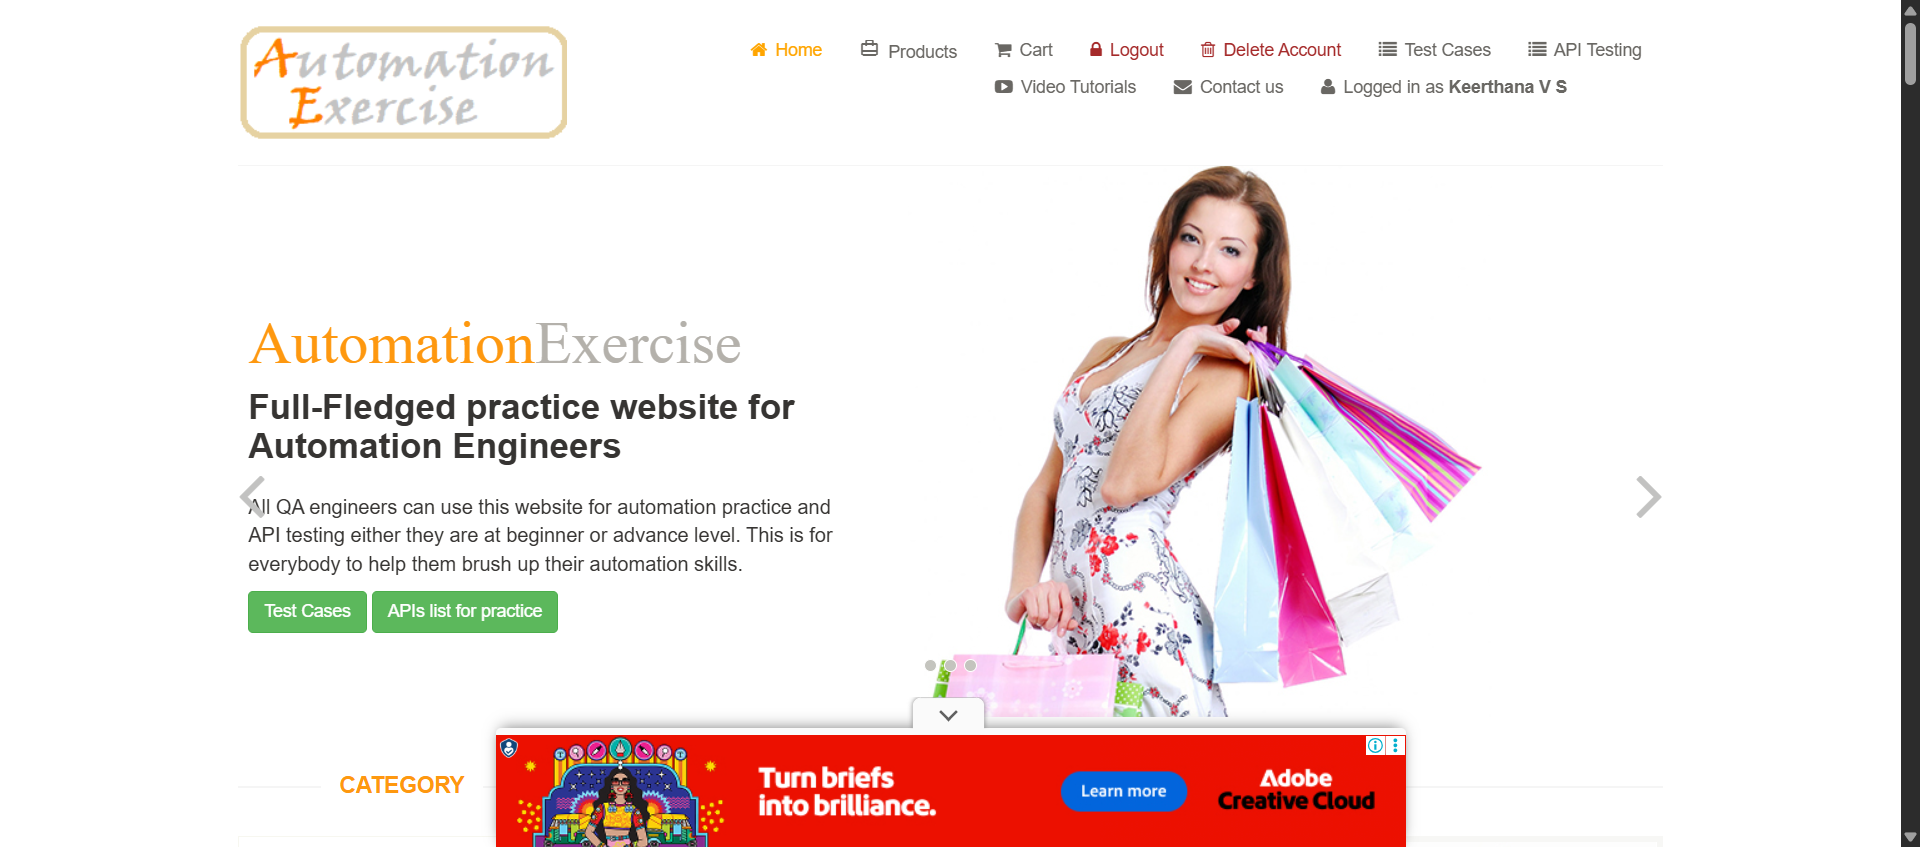 Automation
Exercise
Home Products Cart Logout Delete Account Test Cases API Testing
Video Tutorials Contact us Logged in as Keerthana V S
AutomationExercise
Full-Fledged practice website for
Automation Engineers
All QA engineers can use this website for automation practice and
API testing either they are at beginner or advance level. This is for
everybody to help them brush up their automation skills.
Test Cases APIs list for practice
CATEGORY
Turn briefs
into brilliance.
Learn more
Adobe
Creative Cloud